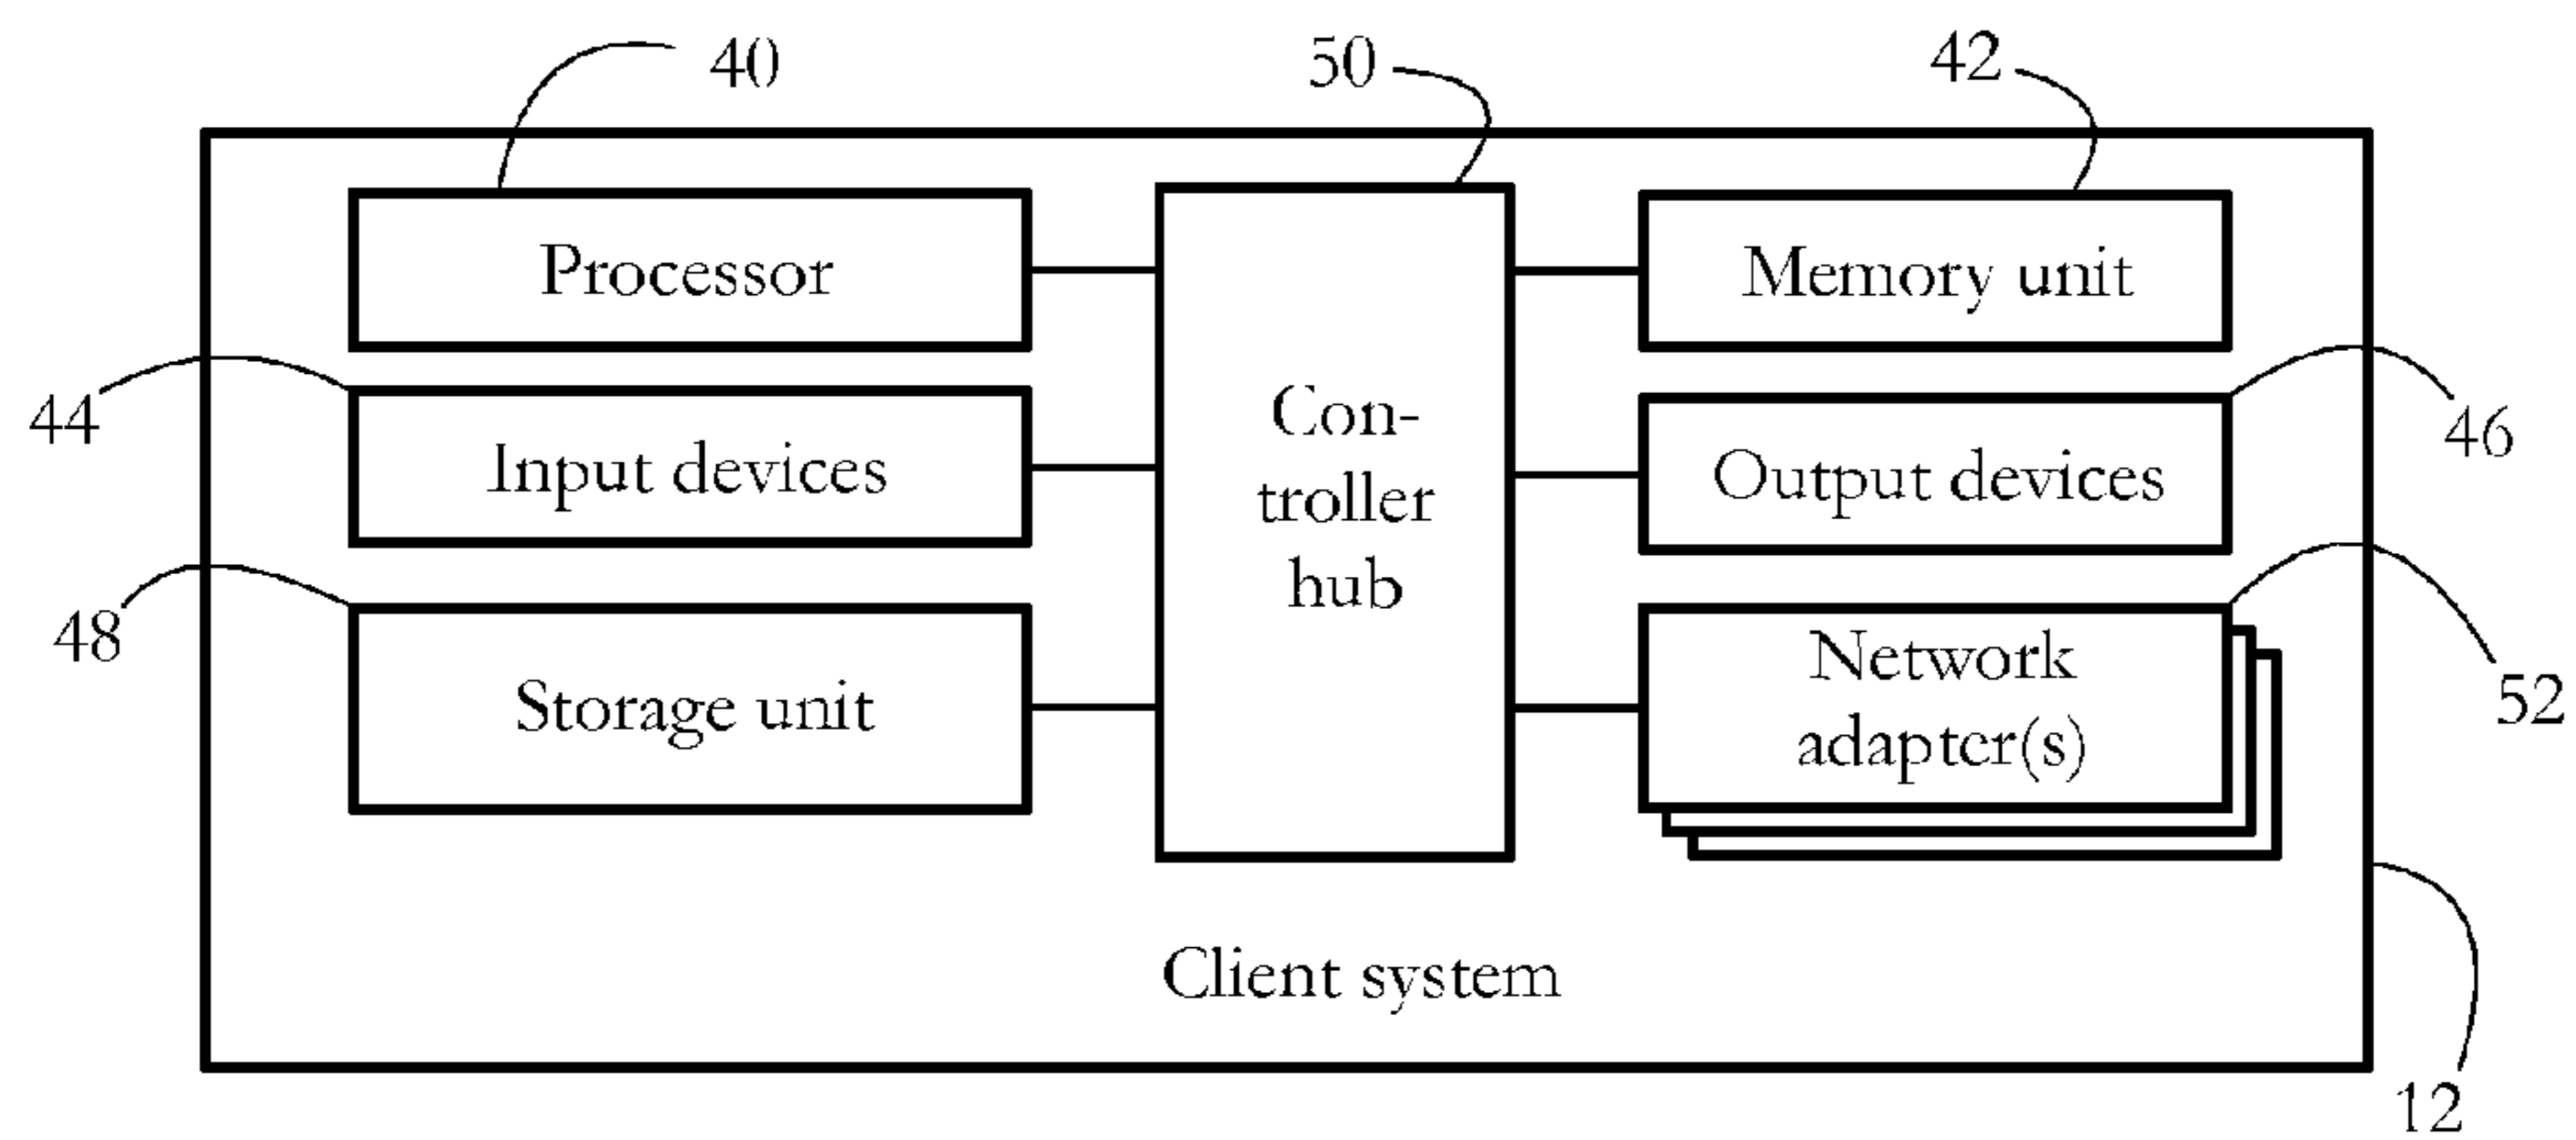 40
50
42
Processor
Memory unit
44
Input devices
Con-
troller
hub
Output devices
46
48
Storage unit
Network
adapter(s)
52
Client system
12